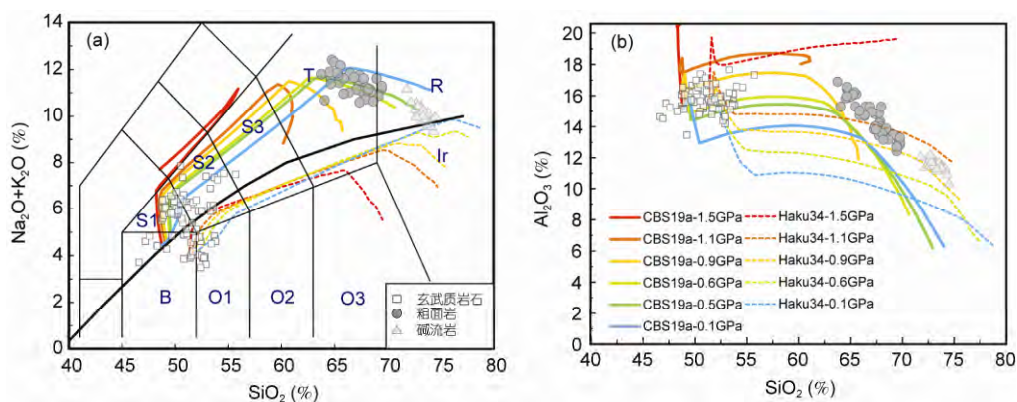 (a)
14
12
10
8
6
4
2
0
Na₂O+K₂O (%)
T
R
S3
S2
S1
Ir
B
O1
O2
O3
玄武质岩石
粗面岩
碱流岩
40
50
60
70
80
SiO₂ (%)
(b)
20
18
16
14
12
10
8
6
4
2
0
Al₂O₃ (%)
CBS19a-1.5GPa
CBS19a-1.1GPa
CBS19a-0.9GPa
CBS19a-0.6GPa
CBS19a-0.5GPa
CBS19a-0.1GPa
Haku34-1.5GPa
Haku34-1.1GPa
Haku34-0.9GPa
Haku34-0.6GPa
Haku34-0.1GPa
40
45
50
55
60
65
70
75
80
SiO₂ (%)